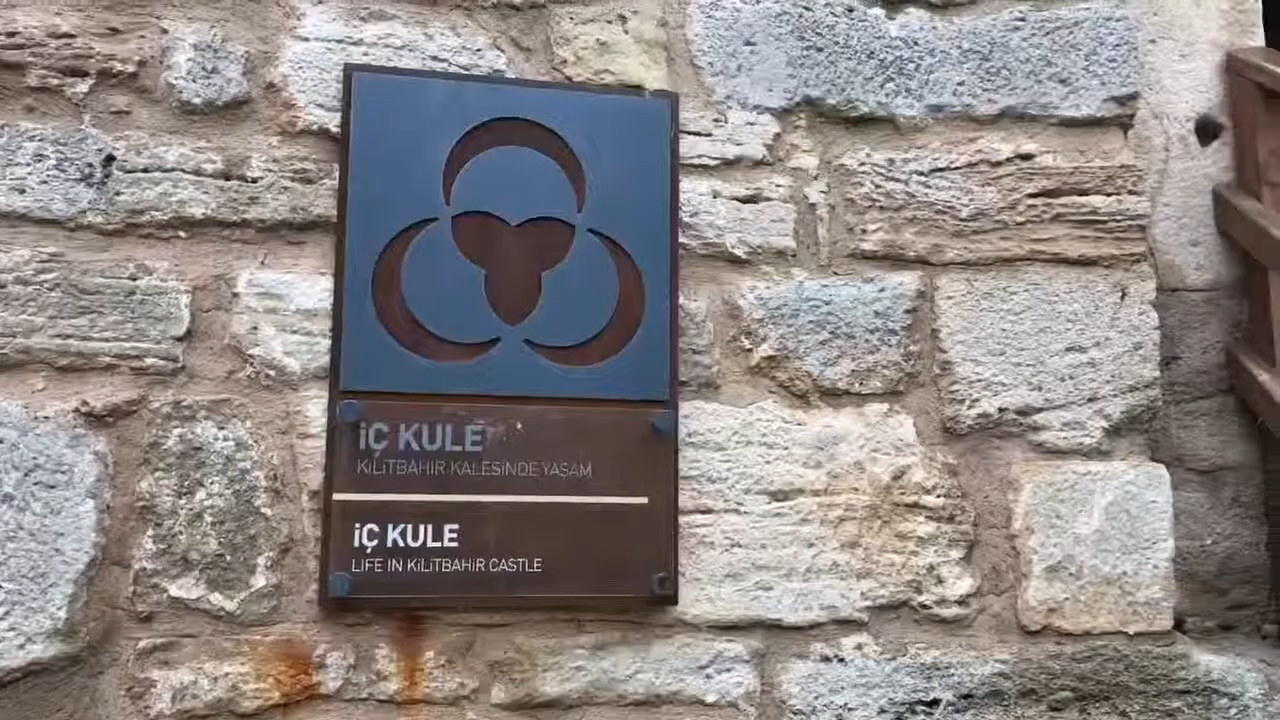 İÇ KULE
KİLİTBAHİR KALESİNDE YAŞAM
İÇ KULE
LIFE IN KİLİTBAHİR CASTLE